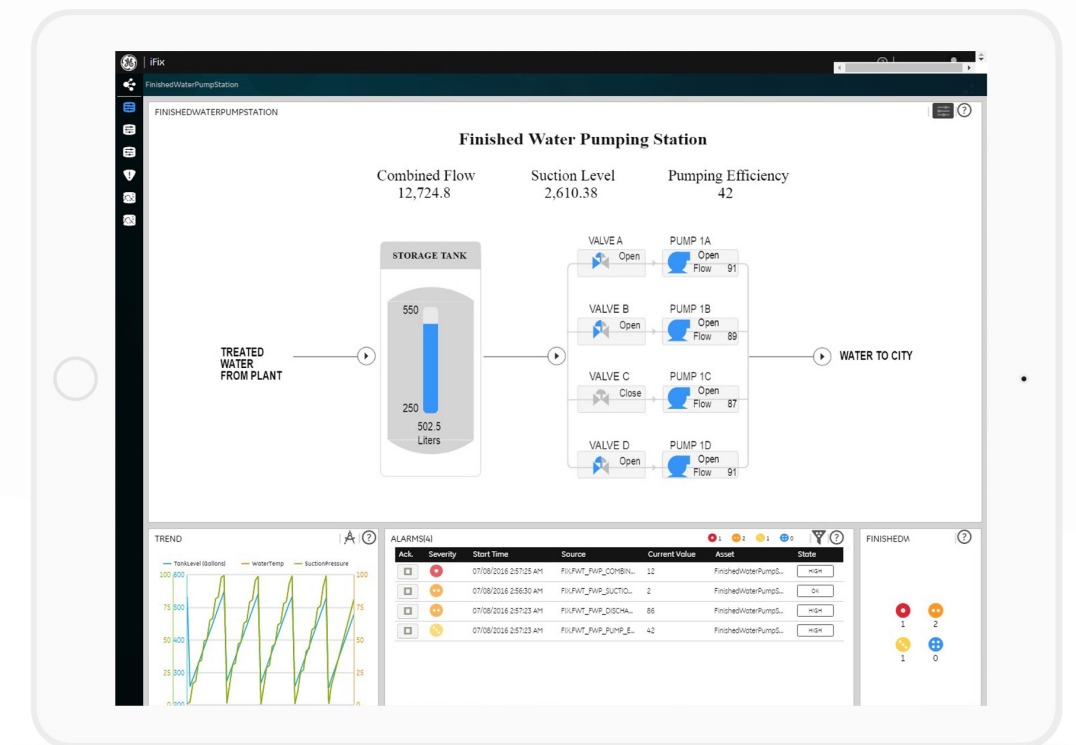 iFix
FinishedWaterPumpStation
FINISHEDWATERPUMPSTATION
Finished Water Pumping Station
Combined Flow
12,724.8
Suction Level
2,610.38
Pumping Efficiency
42
STORAGE TANK
550
250
502.5
Liters
TREATED
WATER
FROM PLANT
VALVE A
Open
PUMP 1A
Open
Flow 91
VALVE B
Open
PUMP 1B
Open
Flow 89
VALVE C
Close
PUMP 1C
Open
Flow 87
VALVE D
Open
PUMP 1D
Open
Flow 91
WATER TO CITY
TREND
TankLevel (Gallons) WaterTemp SuctionPressure
100 600 100
75 500 75
50 400 50
25 300 25
ALARMS(4)
1 2 1 0
Ack. Severity Start Time Source Current Value Asset State
07/08/2016 2:57:25 AM FIX.FWT_FWP_COMBIN... 12 FinishedWaterPumpS... HIGH
07/08/2016 2:56:30 AM FIX.FWT_FWP_SUCTIO... 2 FinishedWaterPumpS... OK
07/08/2016 2:57:23 AM FIX.FWT_FWP_DISCHA... 86 FinishedWaterPumpS... HIGH
07/08/2016 2:57:23 AM FIX.FWT_FWP_PUMP_E... 42 FinishedWaterPumpS... HIGH
FINISHEDW
1 2
1 0